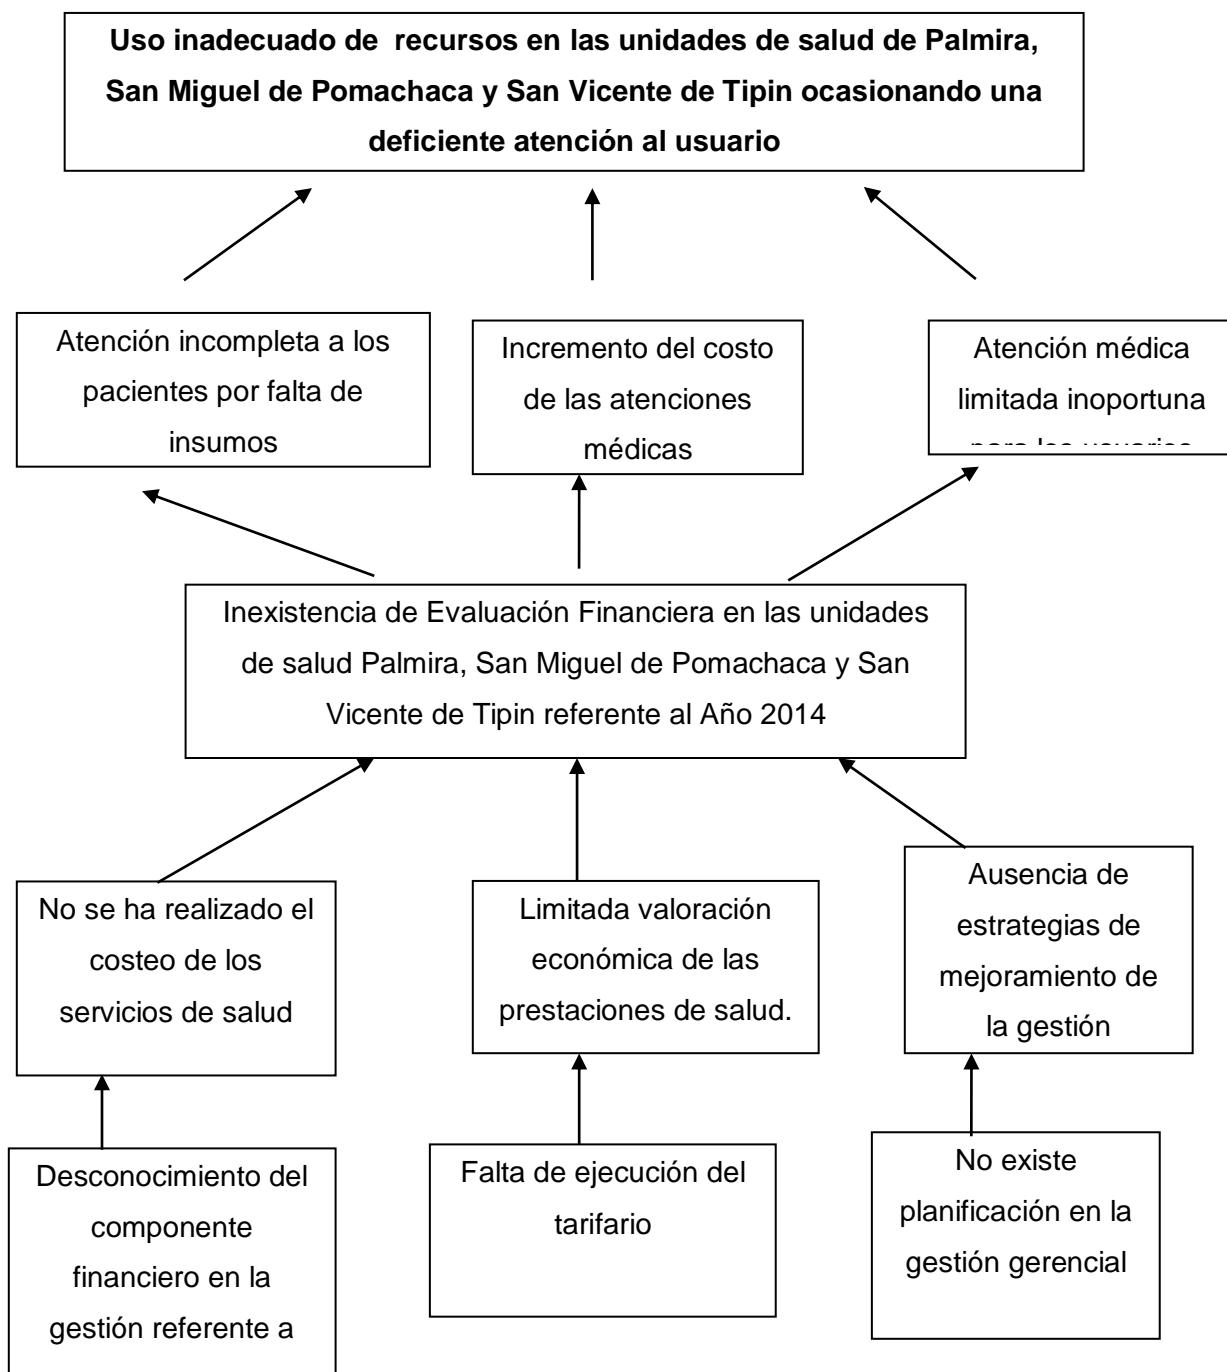 Uso inadecuado de recursos en las unidades de salud de Palmira,
San Miguel de Pomachaca y San Vicente de Tipin ocasionando una
deficiente atención al usuario
Atención incompleta a los
pacientes por falta de
insumos
Incremento del costo
de las atenciones
médicas
Atención médica
limitada inoportuna
para los usuarios
Inexistencia de Evaluación Financiera en las unidades
de salud Palmira, San Miguel de Pomachaca y San
Vicente de Tipin referente al Año 2014
No se ha realizado el
costeo de los
servicios de salud
Limitada valoración
económica de las
prestaciones de salud.
Ausencia de
estrategias de
mejoramiento de
la gestión
Desconocimiento del
componente
financiero en la
gestión referente a
Falta de ejecución del
tarifario
No existe
planificación en la
gestión gerencial